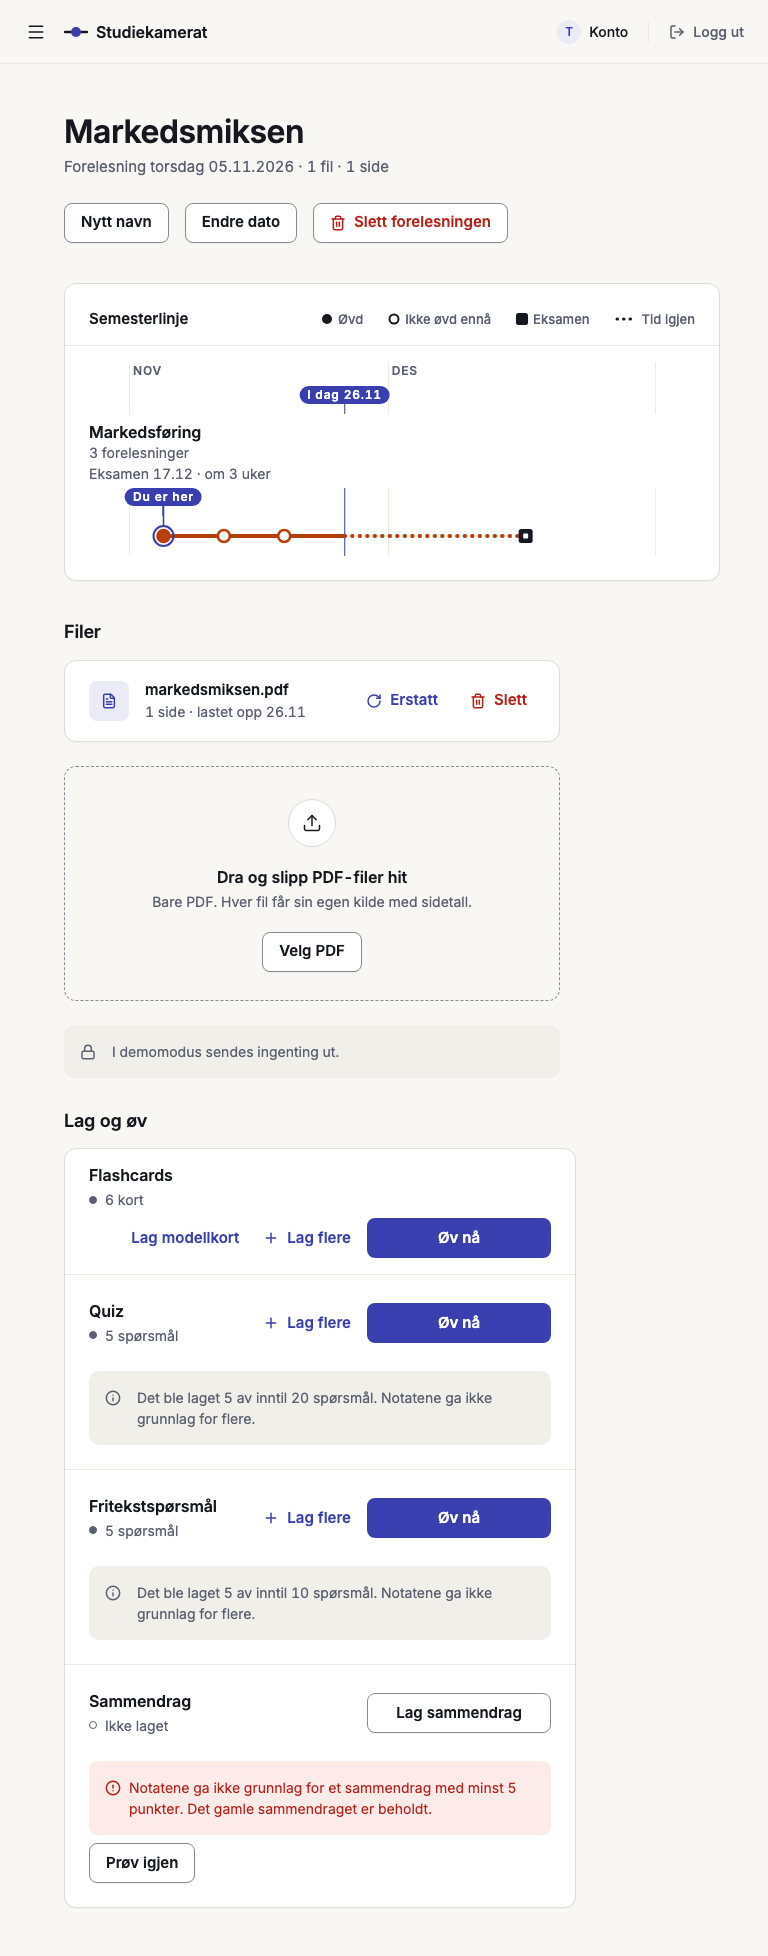 Studiekamerat
T Konto
Logg ut
Markedsmiksen
Forelesning torsdag 05.11.2026 · 1 fil · 1 side
Nytt navn
Endre dato
Slett forelesningen
Semesterlinje
Øvd
Ikke øvd ennå
Eksamen
Tid igjen
NOV
DES
I dag 26.11
Markedsføring
3 forelesninger
Eksamen 17.12 · om 3 uker
Du er her
Filer
markedsmiksen.pdf
1 side · lastet opp 26.11
Erstatt
Slett
Dra og slipp PDF-filer hit
Bare PDF. Hver fil får sin egen kilde med sidetall.
Velg PDF
I demomodus sendes ingenting ut.
Lag og øv
Flashcards
6 kort
Lag modellkort
Lag flere
Øv nå
Quiz
5 spørsmål
Lag flere
Øv nå
Det ble laget 5 av inntil 20 spørsmål. Notatene ga ikke
grunnlag for flere.
Fritekstspørsmål
5 spørsmål
Lag flere
Øv nå
Det ble laget 5 av inntil 10 spørsmål. Notatene ga ikke
grunnlag for flere.
Sammendrag
Ikke laget
Lag sammendrag
Notatene ga ikke grunnlag for et sammendrag med minst 5
punkter. Det gamle sammendraget er beholdt.
Prøv igjen